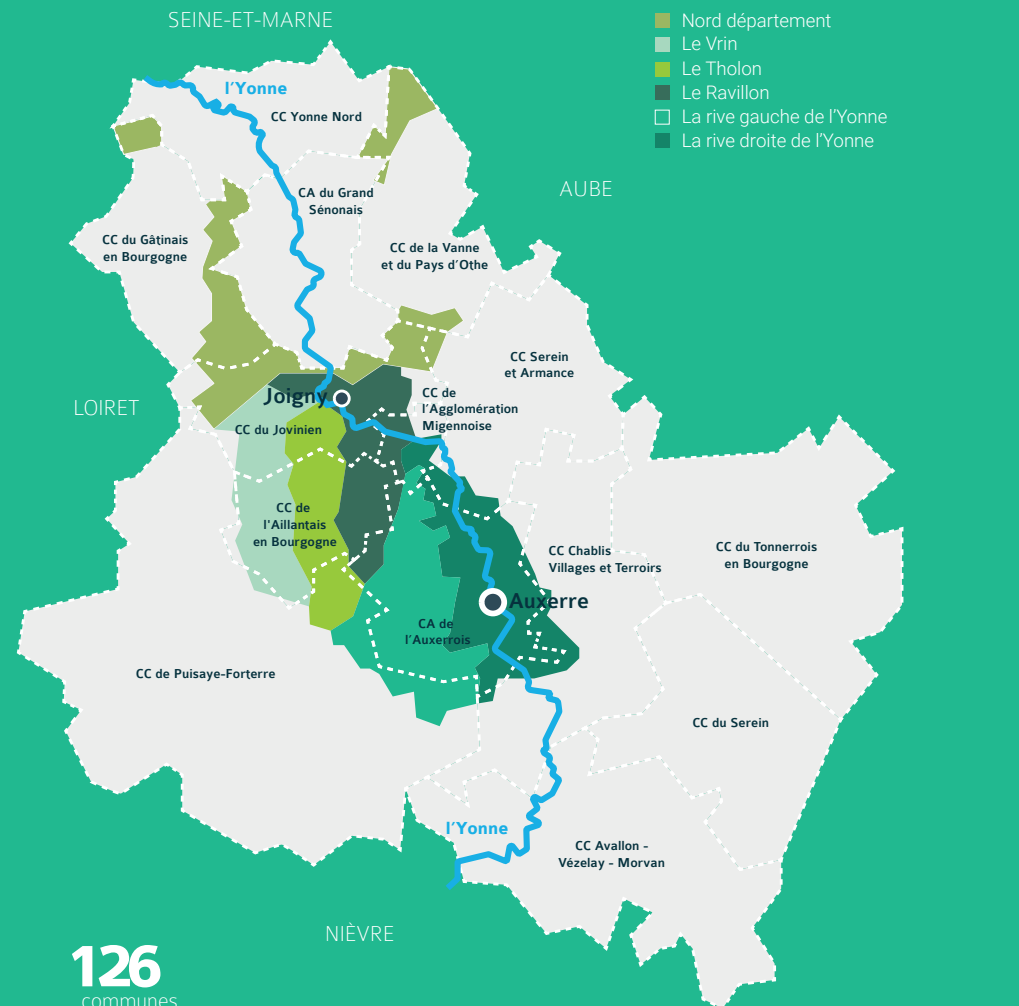 SEINE-ET-MARNE
Nord département
Le Vrin
Le Tholon
Le Ravillon
La rive gauche de l'Yonne
La rive droite de l'Yonne
l'Yonne
CC Yonne Nord
AUBE
CA du Grand
Sénonais
CC du Gâtinais
en Bourgogne
CC de la Vanne
et du Pays d'Othe
CC Serein
et Armance
LOIRET
Joigny
CC de
l'Agglomération
Migennoise
CC du Jovinien
CC de
l'Aillantais
en Bourgogne
CC Chablis
Villages et Terroirs
CC du Tonnerrois
en Bourgogne
Auxerre
CA de
l'Auxerrois
CC de Puisaye-Forterre
CC du Serein
l'Yonne
CC Avallon -
Vézelay - Morvan
NIÈVRE
126
communes